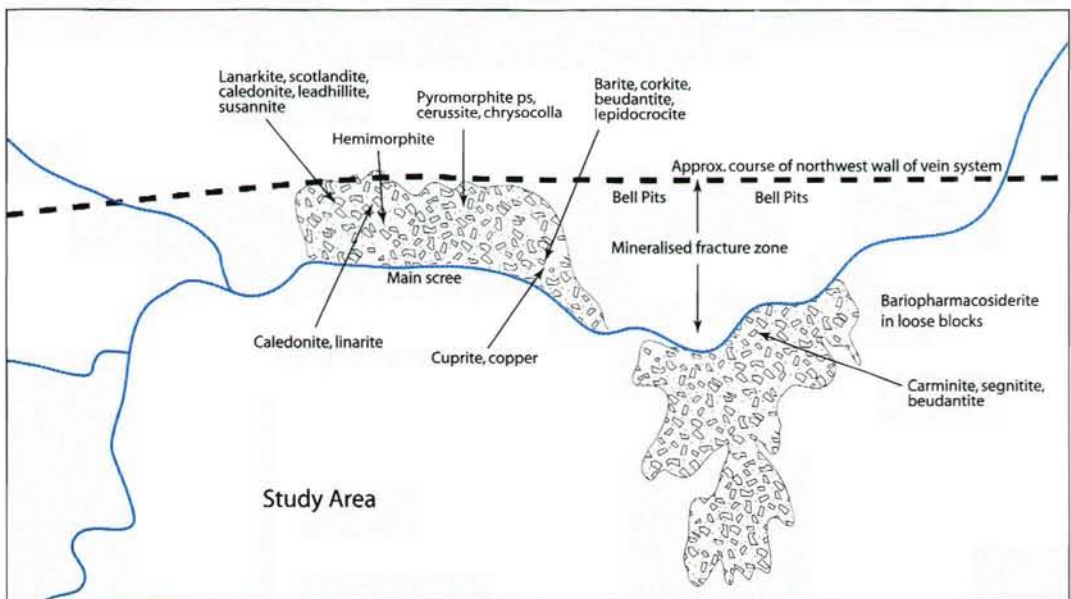 Lanarkite, scotlandite,
caledonite, leadhillite,
susannite
Pyromorphite ps,
cerussite, chrysocolla
Hemimorphite
Barite, corkite,
beudantite,
lepidocrocite
Approx. course of northwest wall of vein system
Bell Pits
Bell Pits
Mineralised fracture zone
Main scree
Bariopharmacosiderite
in loose blocks
Caledonite, linarite
Cuprite, copper
Carminite, segnitite,
beudantite
Study Area